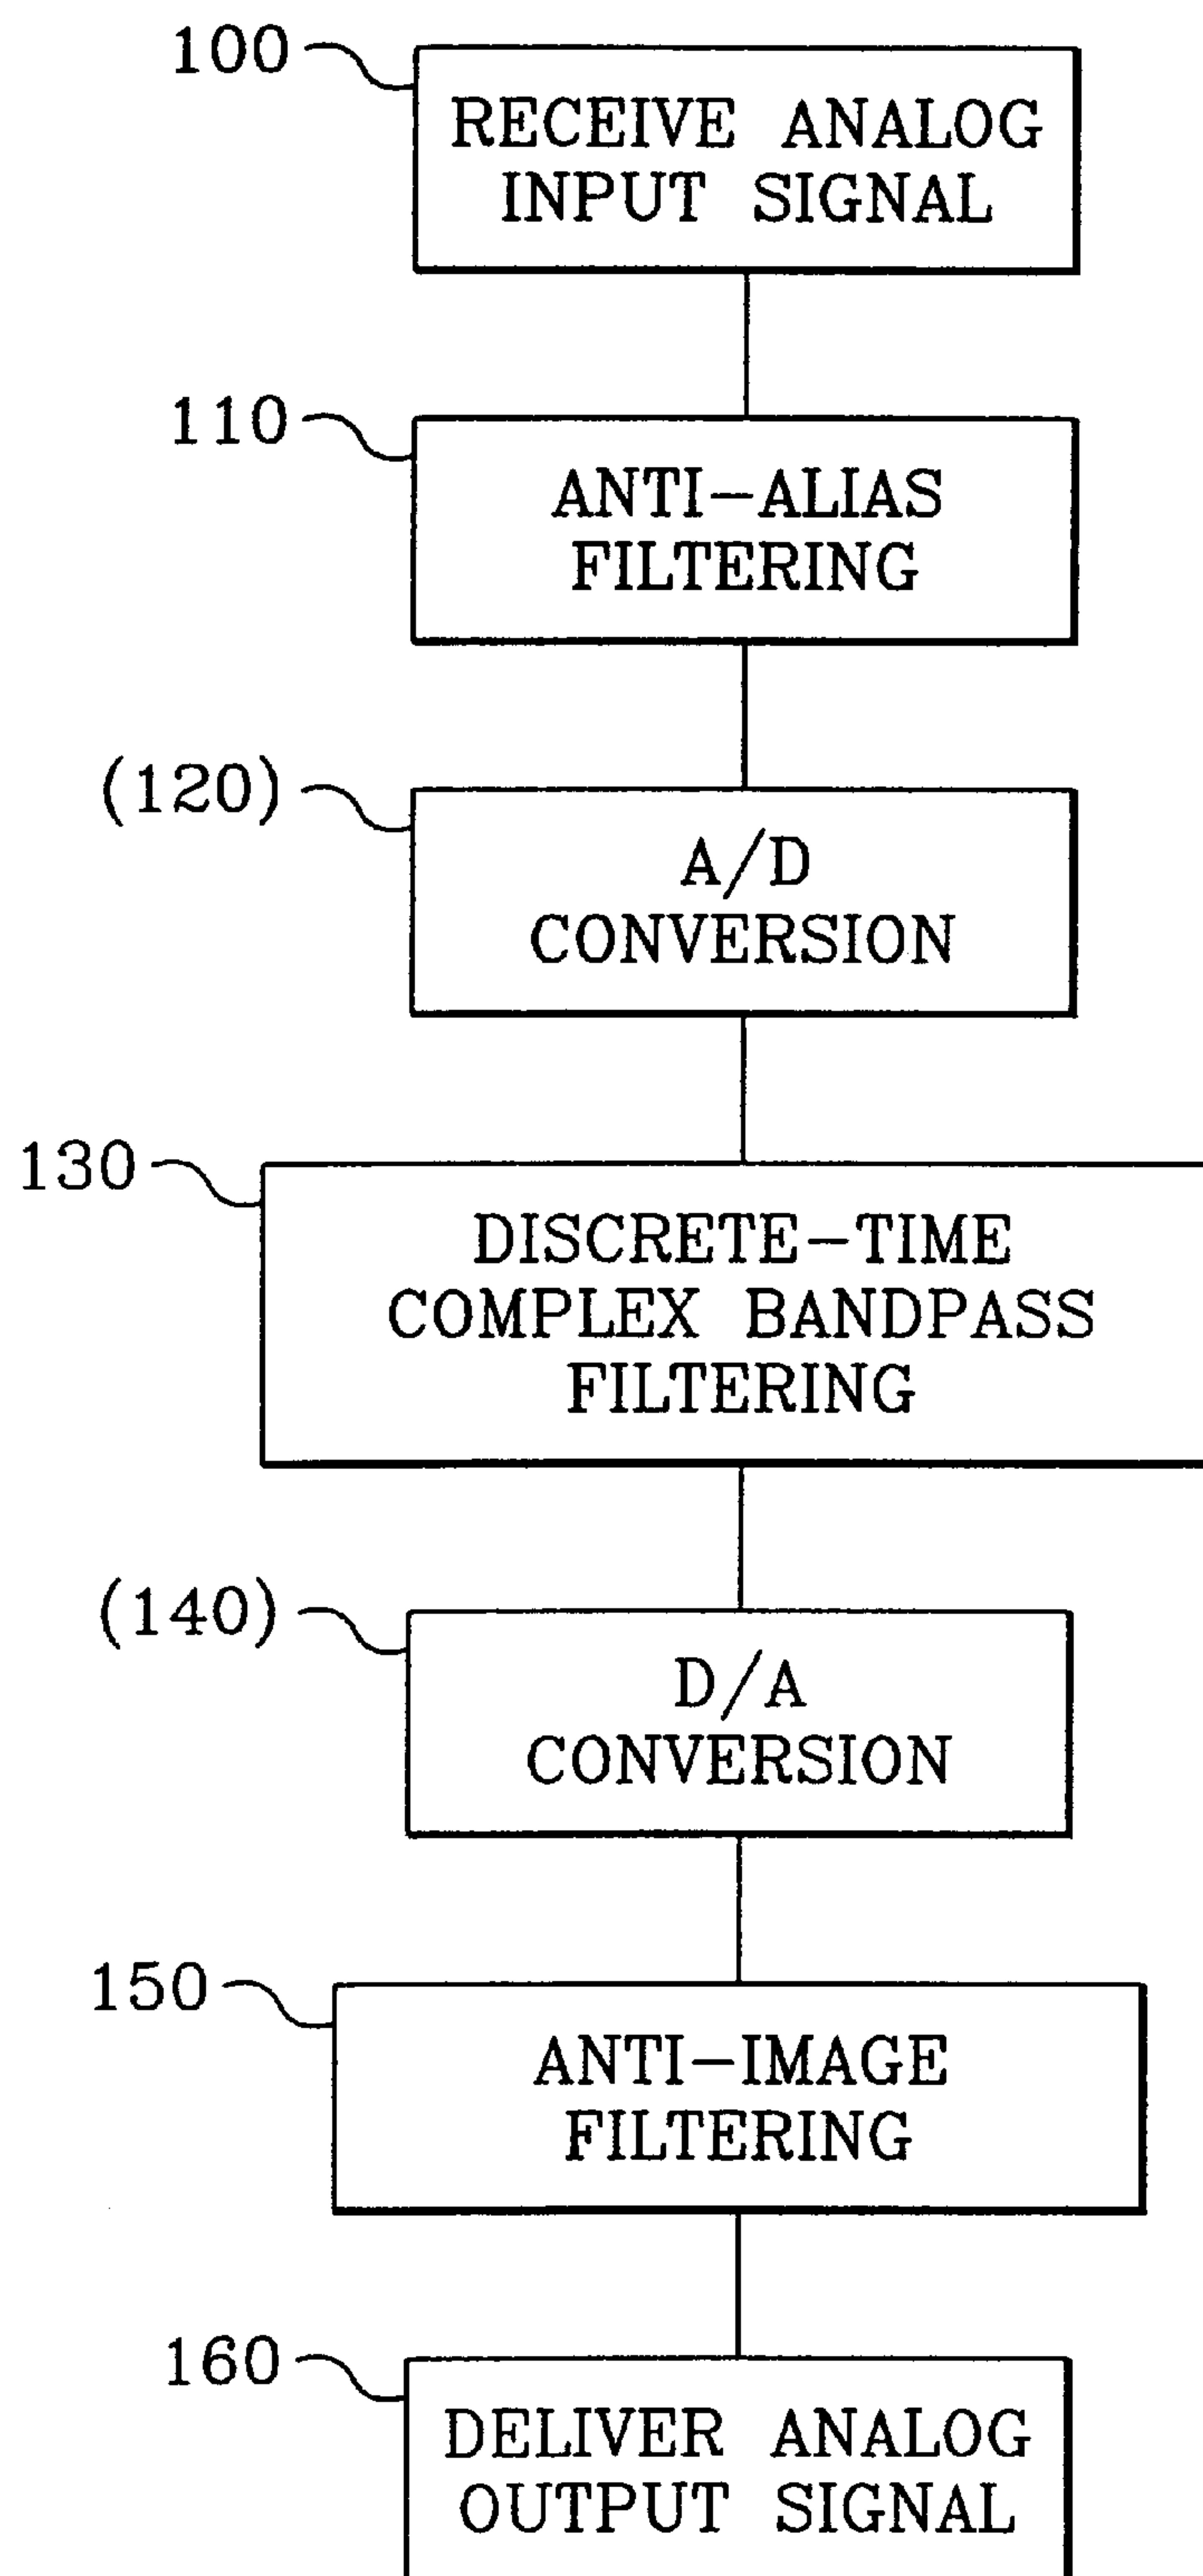 100
RECEIVE ANALOG
INPUT SIGNAL
110
ANTI-ALIAS
FILTERING
(120)
A/D
CONVERSION
130
DISCRETE-TIME
COMPLEX BANDPASS
FILTERING
(140)
D/A
CONVERSION
150
ANTI-IMAGE
FILTERING
160
DELIVER ANALOG
OUTPUT SIGNAL